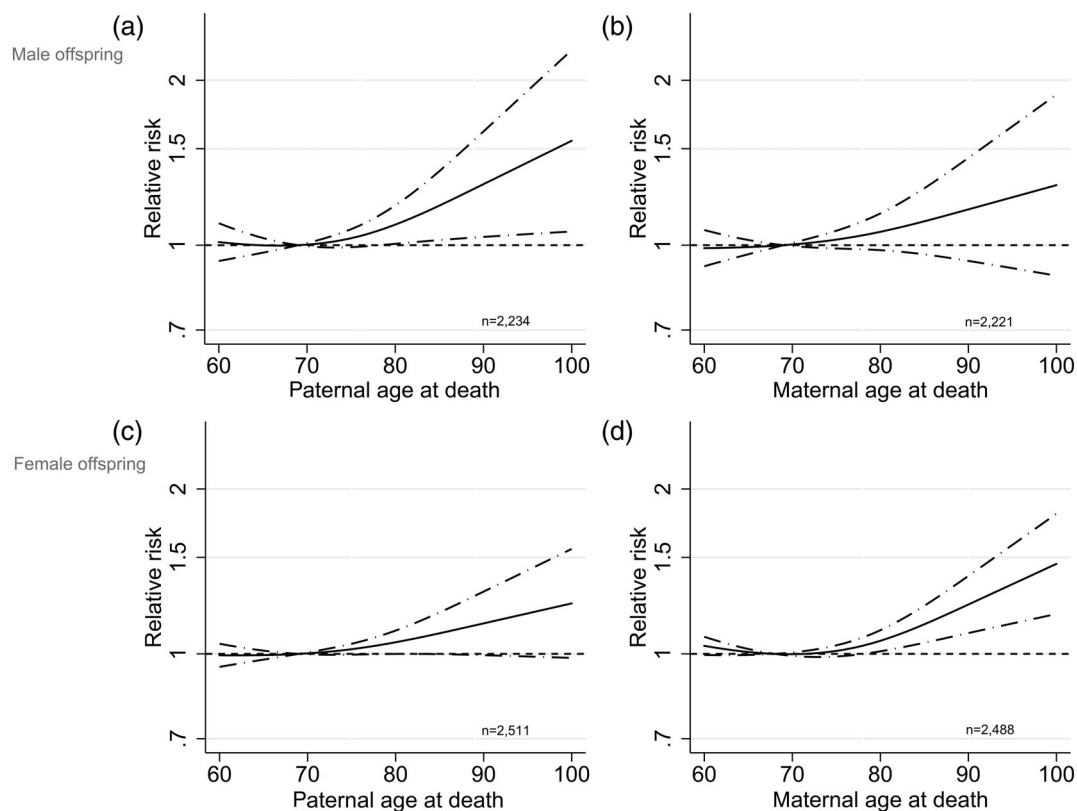 (a)
Male offspring
Relative risk
2
1.5
1
.7
n=2,234
60 70 80 90 100
Paternal age at death
(b)
Relative risk
2
1.5
1
.7
n=2,221
60 70 80 90 100
Maternal age at death
(c)
Female offspring
Relative risk
2
1.5
1
.7
n=2,511
60 70 80 90 100
Paternal age at death
(d)
Relative risk
2
1.5
1
.7
n=2,488
60 70 80 90 100
Maternal age at death